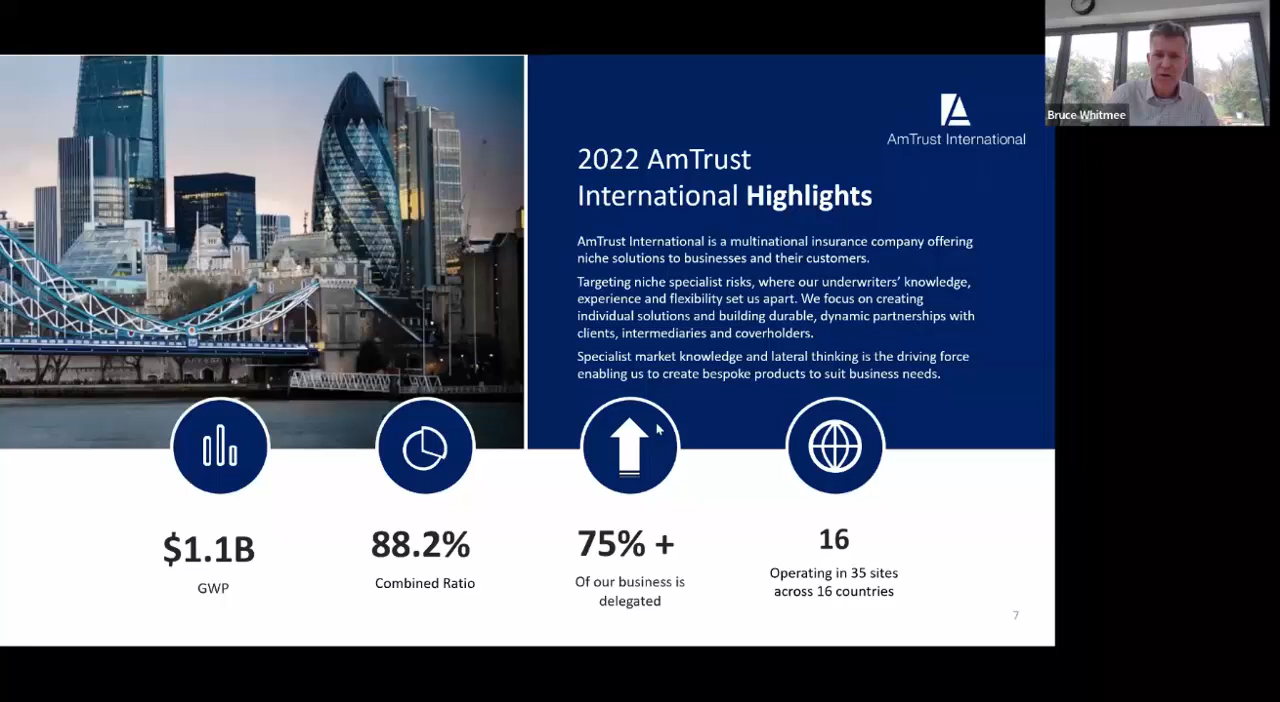 Bruce Whitmee
AmTrust International
2022 AmTrust
International Highlights
AmTrust International is a multinational insurance company offering
niche solutions to businesses and their customers.
Targeting niche specialist risks, where our underwriters’ knowledge,
experience and flexibility set us apart. We focus on creating
individual solutions and building durable, dynamic partnerships with
clients, intermediaries and coverholders.
Specialist market knowledge and lateral thinking is the driving force
enabling us to create bespoke products to suit business needs.
$1.1B
GWP
88.2%
Combined Ratio
75% +
Of our business is
delegated
16
Operating in 35 sites
across 16 countries
7